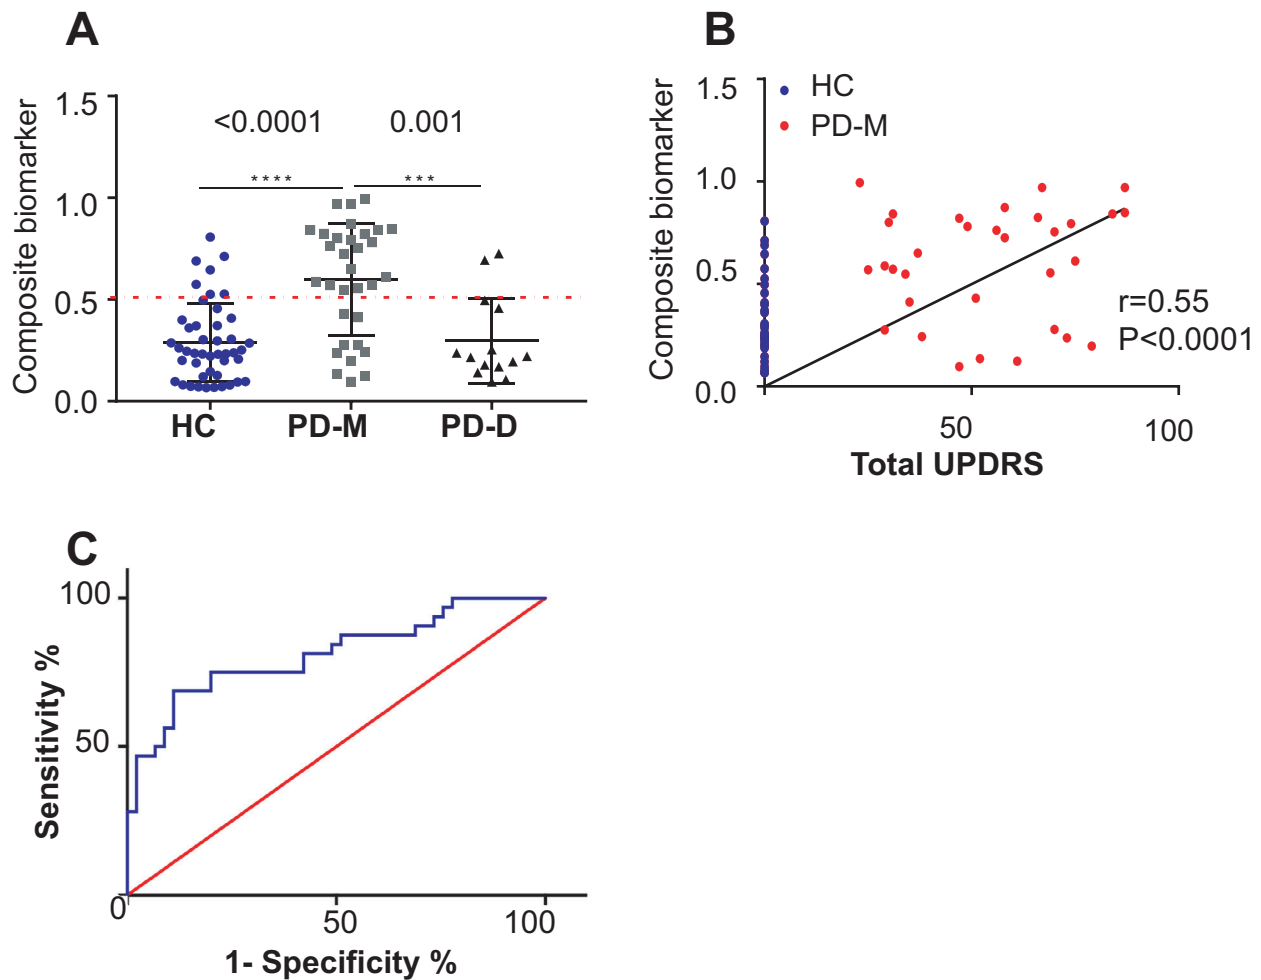 A
Composite biomarker
1.5
1.0
0.5
0.0
<0.0001
0.001
****
***
HC
PD-M
PD-D
B
Composite biomarker
1.5
1.0
0.5
0.0
HC
PD-M
r=0.55
P<0.0001
50
100
Total UPDRS
C
Sensitivity %
100
50
0
50
100
1- Specificity %